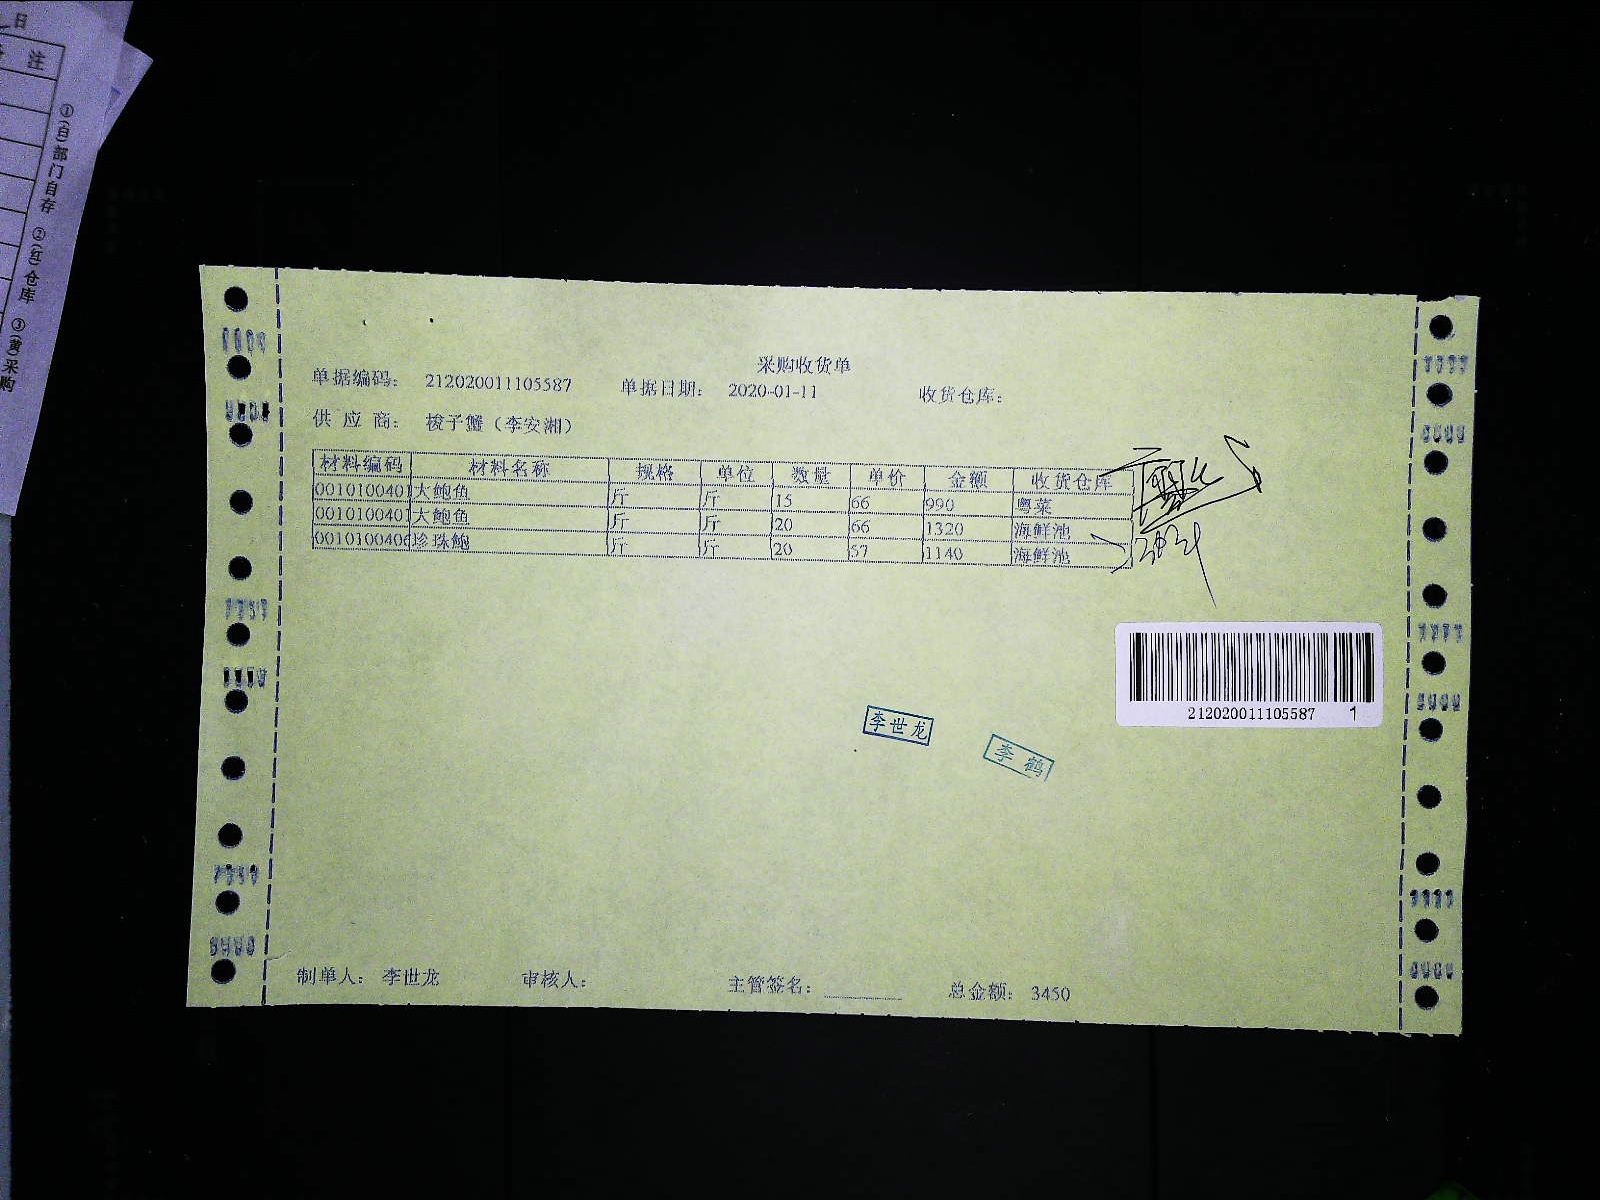 日
注
①(白)部门自存 ②(红)仓库 ③(黄)采购
采购收货单
单据编码： 212020011105587 单据日期： 2020-01-11 收货仓库：
供 应 商： 梭子蟹（李安湘）
材料编码 材料名称 规格 单位 数量 单价 金额 收货仓库
0010100401 大鲍鱼 斤 斤 15 66 990 粤菜
0010100401 大鲍鱼 斤 斤 20 66 1320 海鲜池
0010100406 珍珠鲍 斤 斤 20 57 1140 海鲜池
212020011105587 1
李世龙
李鹤
制单人： 李世龙 审核人： 主管签名： 总金额： 3450